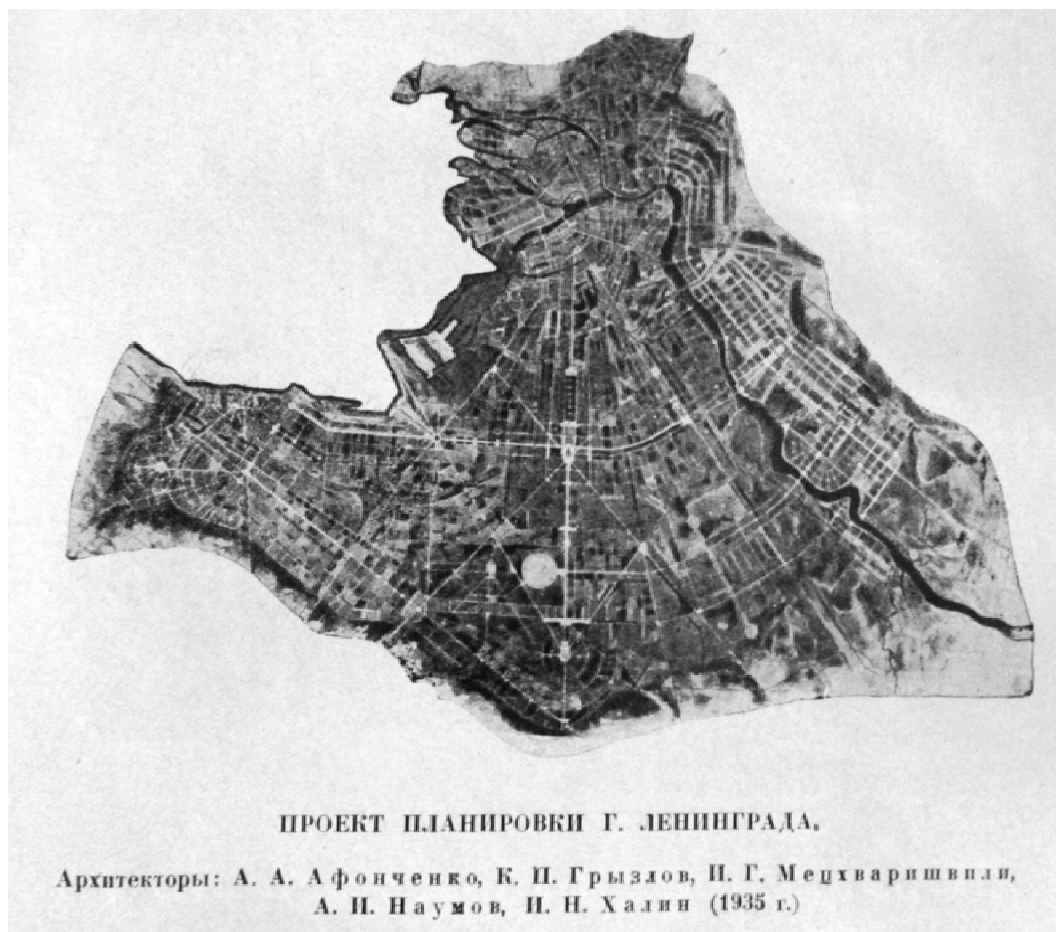 ПРОЕКТ ПЛАНИРОВКИ Г. ЛЕНИНГРАДА.
Архитекторы: А. А. Афонченко, К. П. Грызлов, И. Г. Мецхваришвили,
А. И. Наумов, И. Н. Халин (1935 г.)